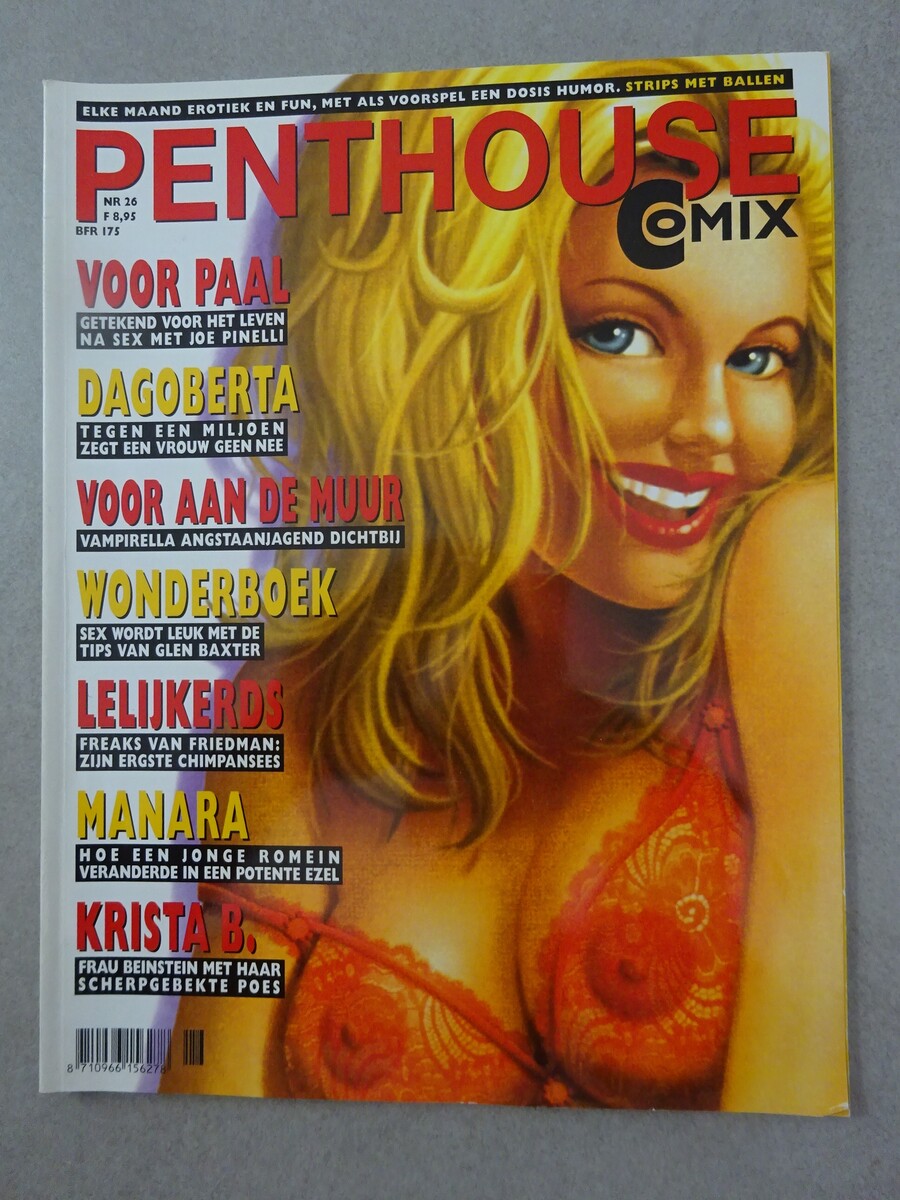 ELKE MAAND EROTIEK EN FUN, MET ALS VOORSPEL EEN DOSIS HUMOR. STRIPS MET BALLEN
PENTHOUSE
COMIX
NR 26
F 8,95
BFR 175
VOOR PAAL
GETEKEND VOOR HET LEVEN
NA SEX MET JOE PINELLI
DAGOBERTA
TEGEN EEN MILJOEN
ZEGT EEN VROUW GEEN NEE
VOOR AAN DE MUUR
VAMPIRELLA ANGSTAANJAGEND DICHTBIJ
WONDERBOEK
SEX WORDT LEUK MET DE
TIPS VAN GLEN BAXTER
LELIJKERDS
FREAKS VAN FRIEDMAN:
ZIJN ERGSTE CHIMPANSEES
MANARA
HOE EEN JONGE ROMEIN
VERANDERDE IN EEN POTENTE EZEL
KRISTA B.
FRAU BEINSTEIN MET HAAR
SCHERPGEBEKTE POES
8 710966 156278